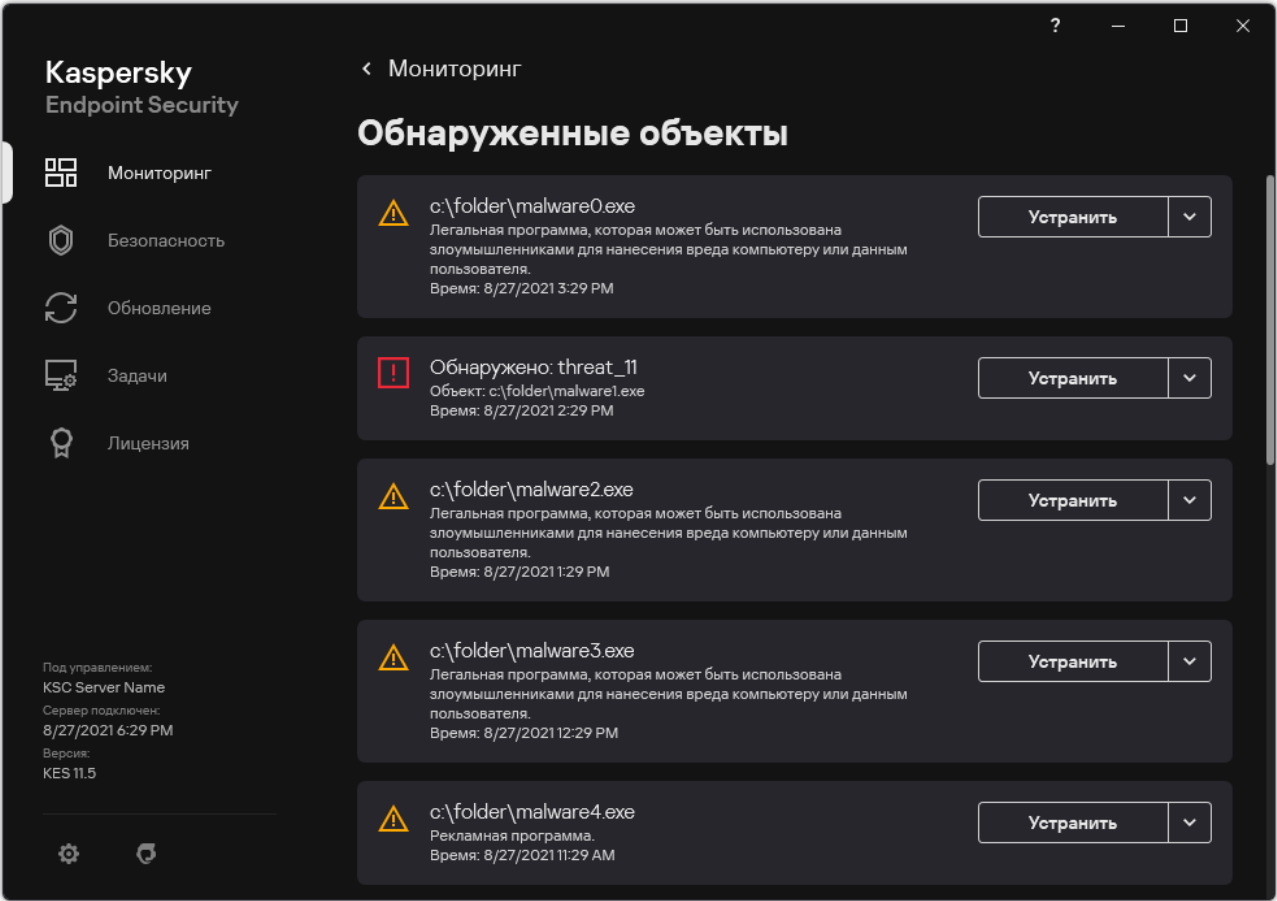 ?
Kaspersky
Endpoint Security
Мониторинг
Безопасность
Обновление
Задачи
Лицензия
Под управлением:
KSC Server Name
Сервер подключен:
8/27/2021 6:29 PM
Версия:
KES 11.5
Мониторинг
Обнаруженные объекты
c:\folder\malware0.exe
Легальная программа, которая может быть использована
злоумышленниками для нанесения вреда компьютеру или данным
пользователя.
Время: 8/27/2021 3:29 PM
Устранить
Обнаружено: threat_11
Объект: c:\folder\malware1.exe
Время: 8/27/2021 2:29 PM
Устранить
c:\folder\malware2.exe
Легальная программа, которая может быть использована
злоумышленниками для нанесения вреда компьютеру или данным
пользователя.
Время: 8/27/2021 1:29 PM
Устранить
c:\folder\malware3.exe
Легальная программа, которая может быть использована
злоумышленниками для нанесения вреда компьютеру или данным
пользователя.
Время: 8/27/2021 12:29 PM
Устранить
c:\folder\malware4.exe
Рекламная программа.
Время: 8/27/2021 11:29 AM
Устранить